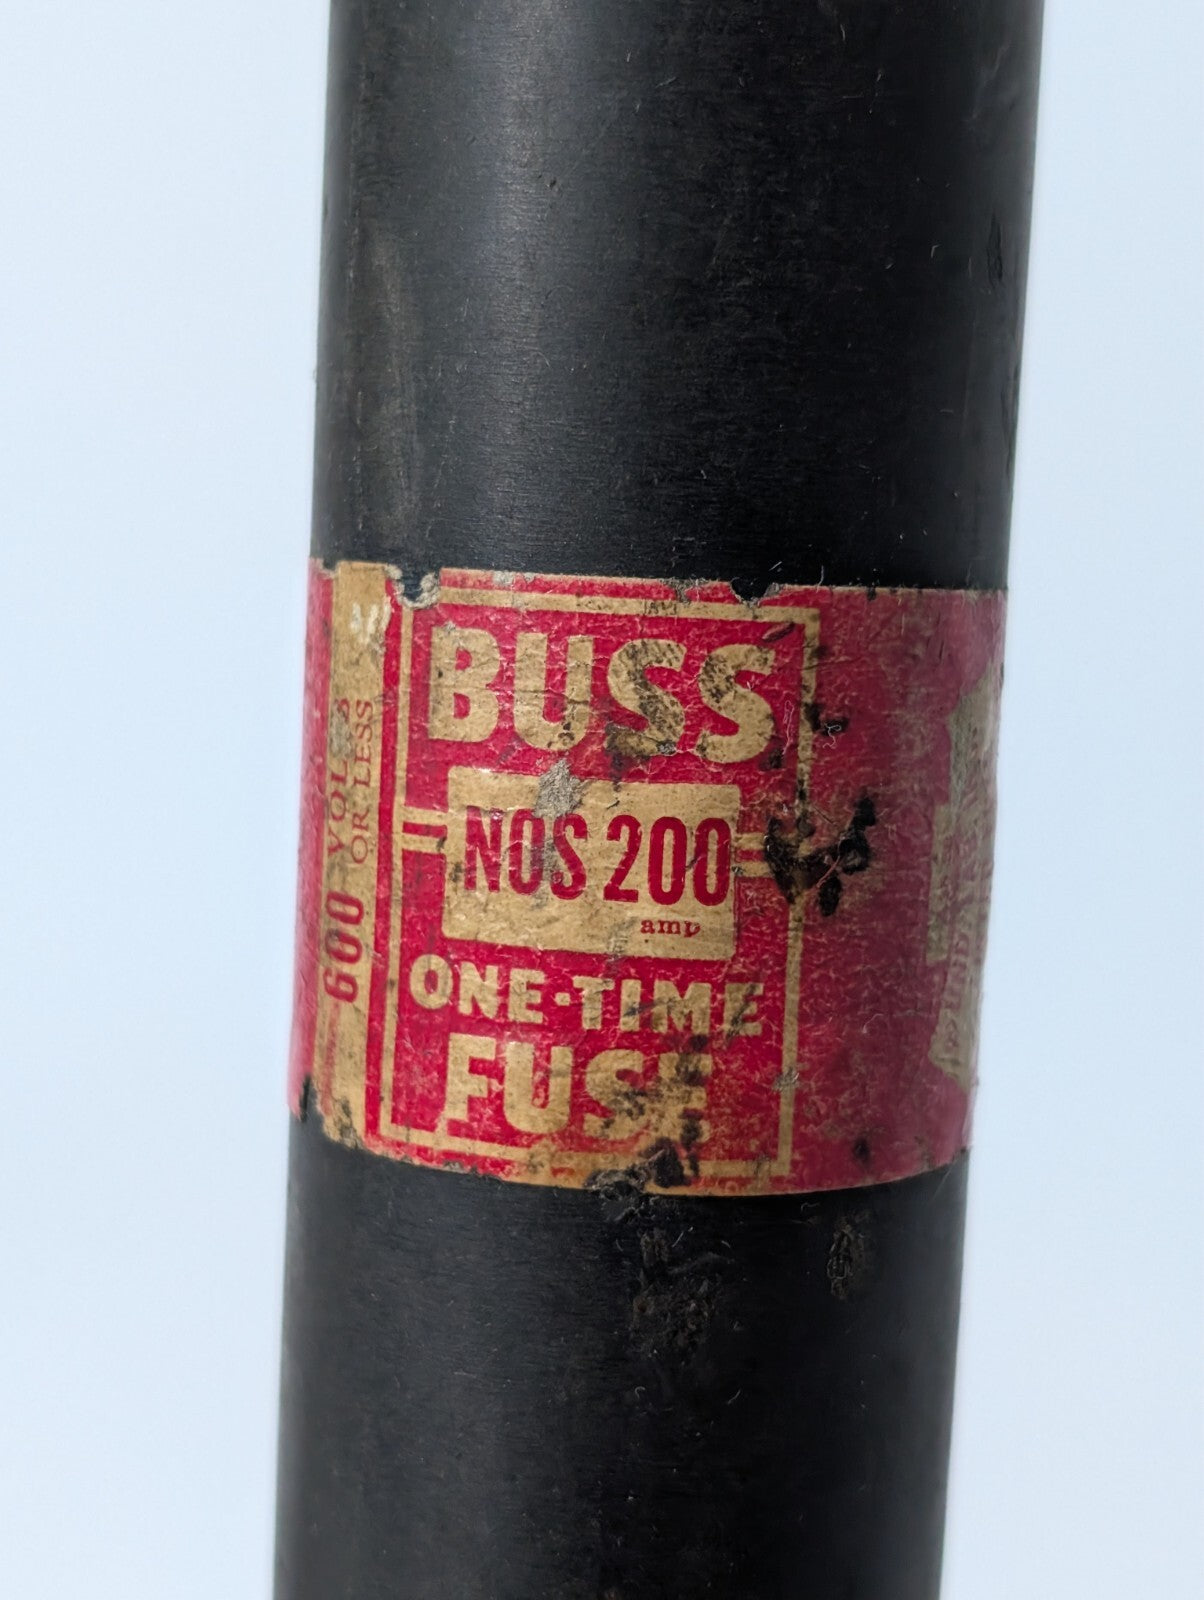 BUSS
NOS 200
amp
ONE-TIME
FUSE
600 VOLTS
OR LESS